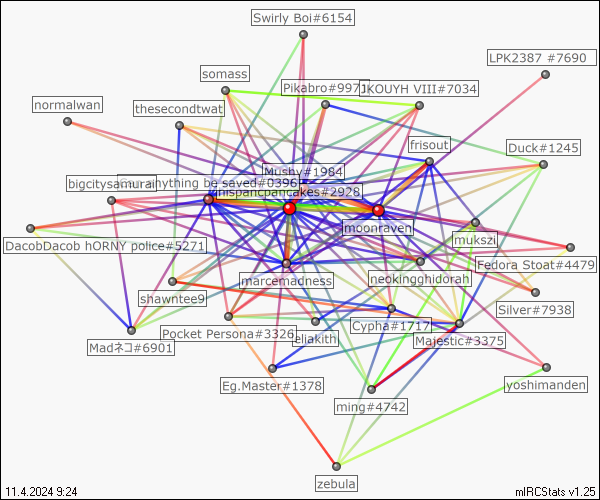 Swirly Boi#6154
LPK2387 #7690
somass
Pikabro#997
JKOUYH VIII#7034
normalwan
thesecondtwat
frisout
Duck#1245
Mushy#1984
bigcitysamurai
anything be saved#0396
mispancpancakes#2928
moonraven
mukszi
DacobDacob hORNY police#5271
marcemadness
neokingghidorah
Fedora Stoat#4479
shawntee9
Silver#7938
Cypha#1717
Pocket Persona#3326
eliakith
Majestic#3375
Madネコ#6901
Eg.Master#1378
yoshimanden
ming#4742
zebula
11.4.2024 9:24
mIRCStats v1.25